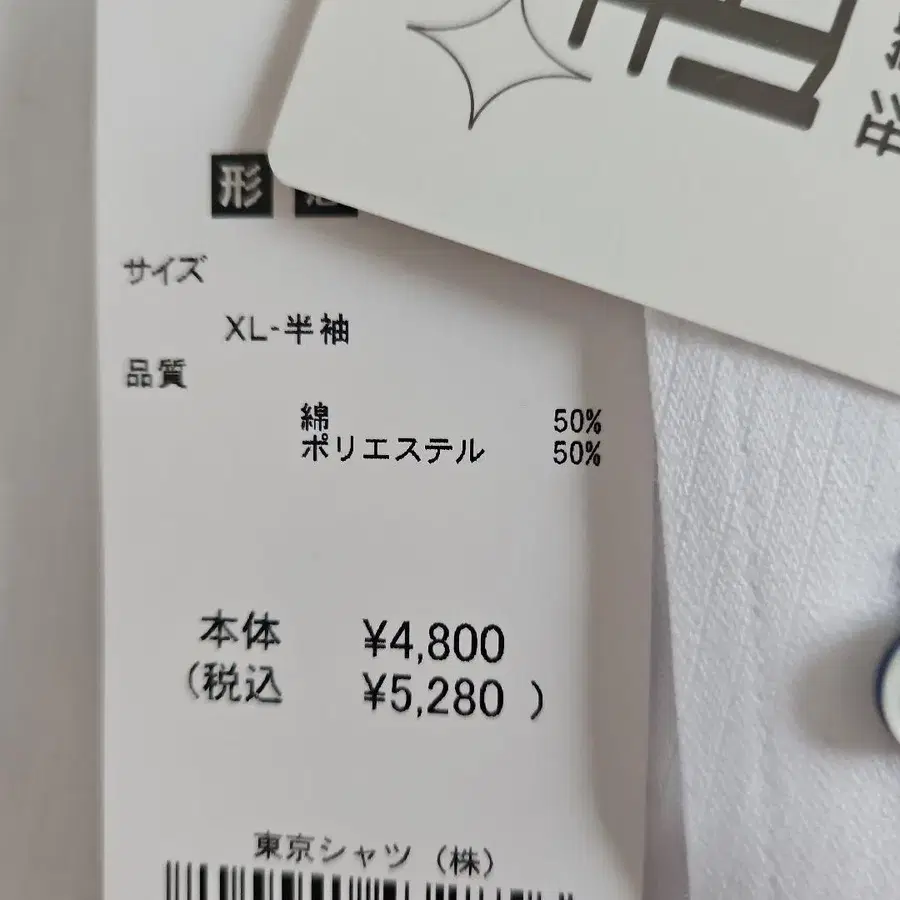 形
サイズ
XL-半袖
品質
綿 50%
ポリエステル 50%
本体 ¥4,800
(税込 ¥5,280 )
東京シャツ (株)